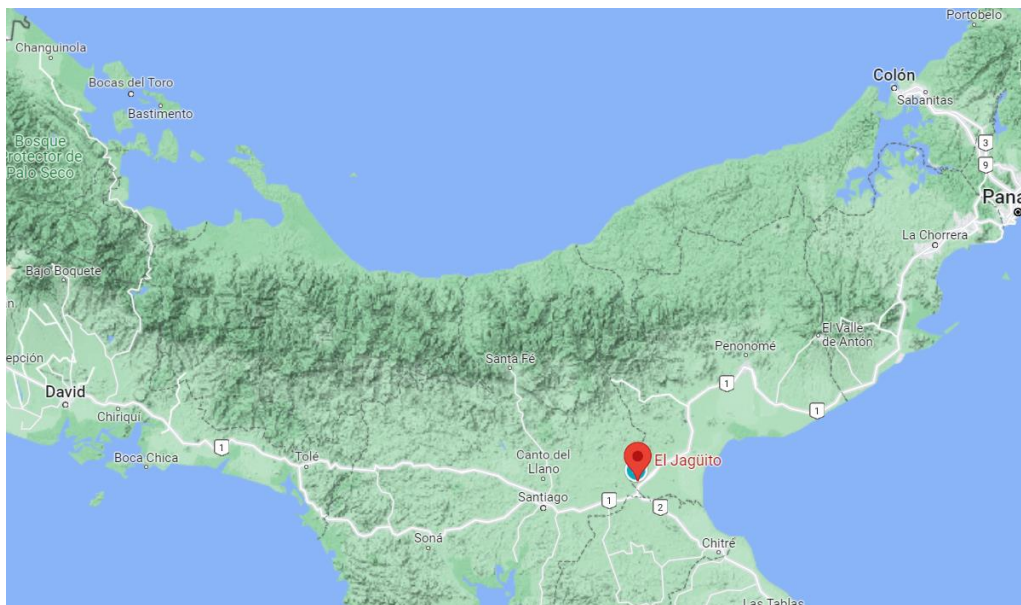 Portobelo
Changuinola
Colón
Bocas del Toro
Sabanitas
Bastimento
Bosque
Protector de
Palo Seco
3
9
Pana
La Chorrera
Bajo Boquete
n
El Valle
de Antón
Penonomé
epción
Santa Fé
1
David
1
Chiriquí
1
Boca Chica
Tolé
Canto del
Llano
El Jagüito
Santiago
1
2
Soná
Chitré
Las Tablas